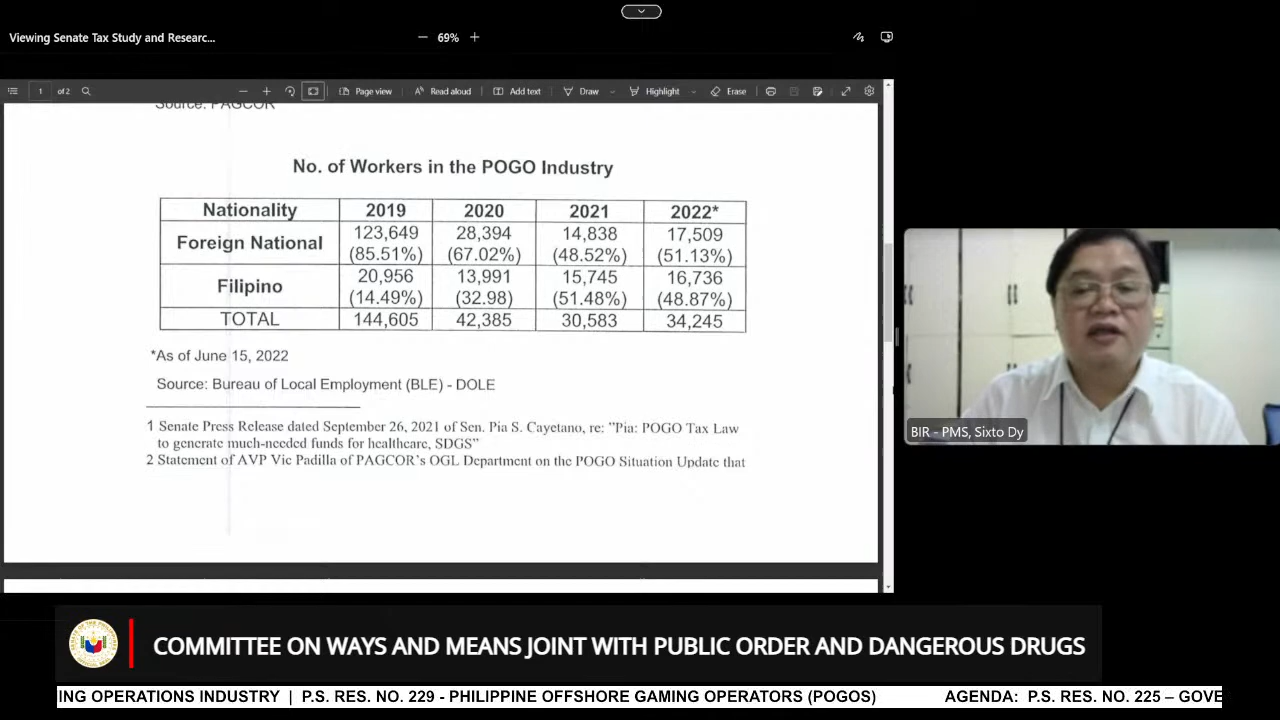 Viewing Senate Tax Study and Researc...
69%
1 of 2
Page view
Read aloud
Add text
Draw
Highlight
Erase
Source: PAGCOR
No. of Workers in the POGO Industry
Nationality 2019 2020 2021 2022*
Foreign National 123,649 28,394 14,838 17,509
(85.51%) (67.02%) (48.52%) (51.13%)
Filipino 20,956 13,991 15,745 16,736
(14.49%) (32.98) (51.48%) (48.87%)
TOTAL 144,605 42,385 30,583 34,245
*As of June 15, 2022
Source: Bureau of Local Employment (BLE) - DOLE
1 Senate Press Release dated September 26, 2021 of Sen. Pia S. Cayetano, re: "Pia: POGO Tax Law
to generate much-needed funds for healthcare, SDGS"
2 Statement of AVP Vic Padilla of PAGCOR's OGL Department on the POGO Situation Update that
BIR - PMS, Sixto Dy
COMMITTEE ON WAYS AND MEANS JOINT WITH PUBLIC ORDER AND DANGEROUS DRUGS
ING OPERATIONS INDUSTRY | P.S. RES. NO. 229 - PHILIPPINE OFFSHORE GAMING OPERATORS (POGOS) AGENDA: P.S. RES. NO. 225 – GOVE